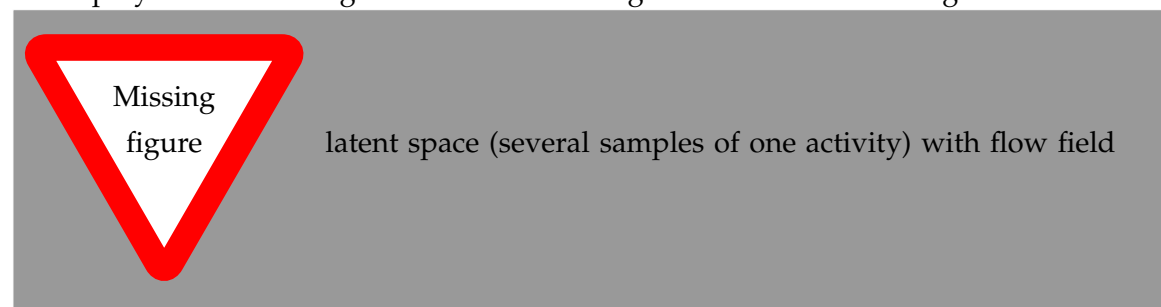 Missing
figure
latent space (several samples of one activity) with flow field